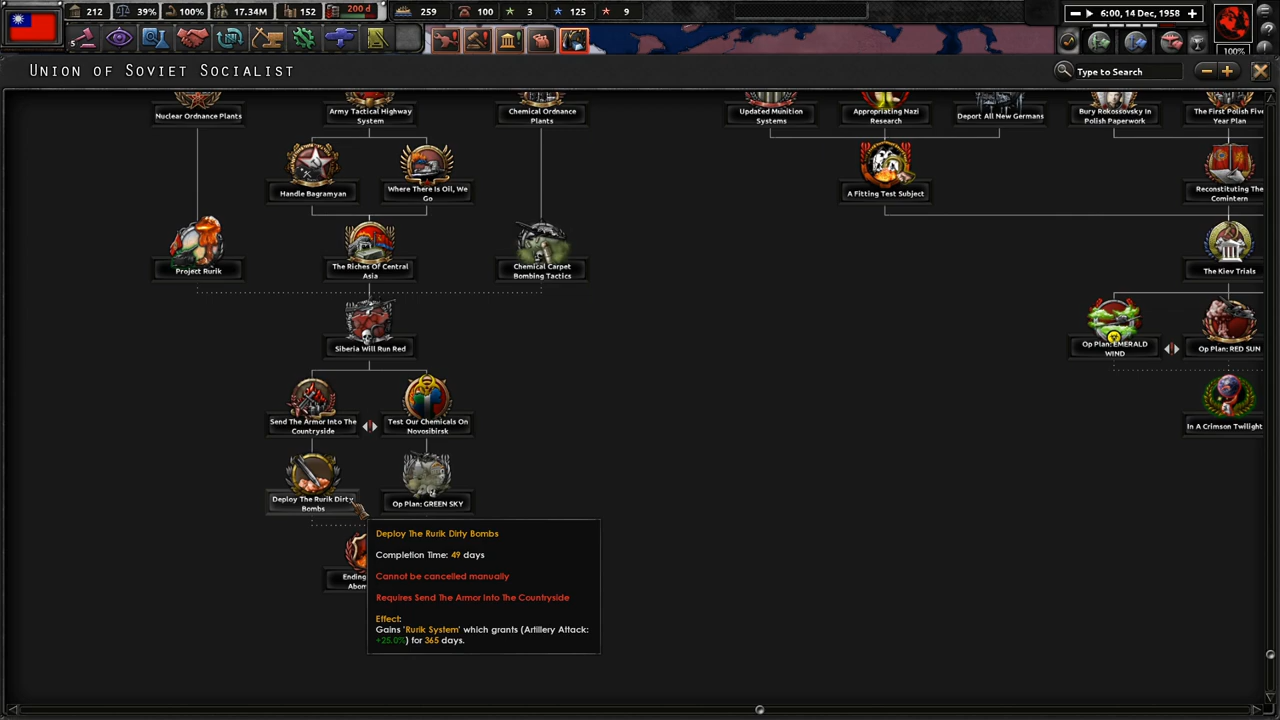 212 39% 100% 17.34M 152 200 d 259 100 3 125 9
6:00, 14 Dec, 1958
100%
5
Union of Soviet Socialist
Type to Search
Nuclear Ordnance Plants
Army Tactical Highway
System
Chemical Ordnance
Plants
Updated Munition
Systems
Appropriating Nazi
Research
Deport All New Germans
Bury Rokossovsky In
Polish Paperwork
The First Polish Five
Year Plan
Handle Bagramyan
Where There Is Oil, We
Go
A Fitting Test Subject
Reconstituting The
Comintern
Project Rurik
The Riches Of Central
Asia
Chemical Carpet
Bombing Tactics
The Kiev Trials
Siberia Will Run Red
Op Plan: EMERALD
WIND
Op Plan: RED SUN
Send The Armor Into The
Countryside
Test Our Chemicals On
Novosibirsk
In A Crimson Twilight
Deploy The Rurik Dirty
Bombs
Op Plan: GREEN SKY
Ending
Abom
Deploy The Rurik Dirty Bombs
Completion Time: 49 days
Cannot be cancelled manually
Requires Send The Armor Into The Countryside
Effect:
Gains 'Rurik System' which grants (Artillery Attack:
+25.0%) for 365 days.